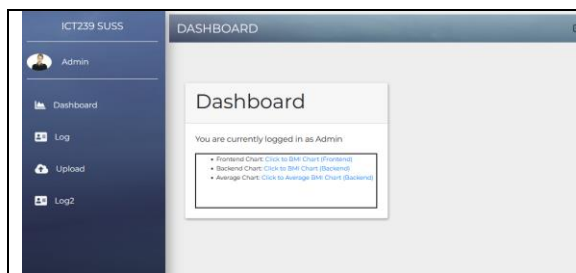 ICT239 SUSS
Admin
Dashboard
Log
Upload
Log2
DASHBOARD
Dashboard
You are currently logged in as Admin
Frontend Chart: Click to BMI Chart (Frontend)
Backend Chart: Click to BMI Chart (Backend)
Average Chart: Click to Average BMI Chart (Backend)